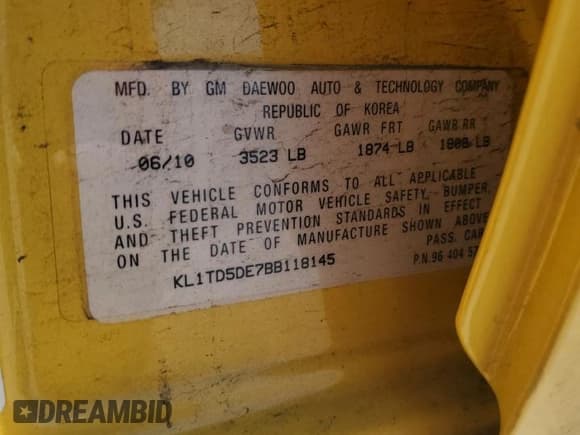 MFD. BY GM DAEWOO AUTO & TECHNOLOGY COMPANY
REPUBLIC OF KOREA
DATE GVWR GAWR FRT GAWR RR
06/10 3523 LB 1874 LB 1808 LB
THIS VEHICLE CONFORMS TO ALL APPLICABLE
U.S. FEDERAL MOTOR VEHICLE SAFETY, BUMPER,
AND THEFT PREVENTION STANDARDS IN EFFECT
ON THE DATE OF MANUFACTURE SHOWN ABOVE
PASS. CAR
KL1TD5DE7BB118145
P.N.96 404
DREAMBID